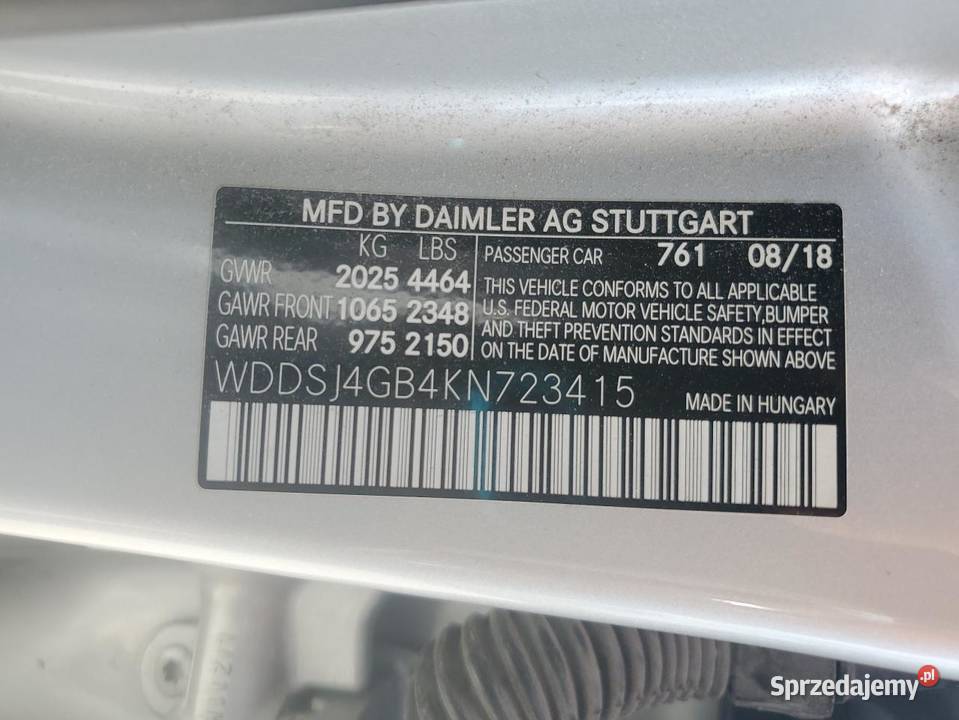 MFD BY DAIMLER AG STUTTGART
KG LBS
GVWR 2025 4464
GAWR FRONT 1065 2348
GAWR REAR 975 2150
PASSENGER CAR 761 08/18
THIS VEHICLE CONFORMS TO ALL APPLICABLE
U.S. FEDERAL MOTOR VEHICLE SAFETY,BUMPER
AND THEFT PREVENTION STANDARDS IN EFFECT
ON THE DATE OF MANUFACTURE SHOWN ABOVE
WDDSJ4GB4KN723415
MADE IN HUNGARY
Sprzedajemy.pl